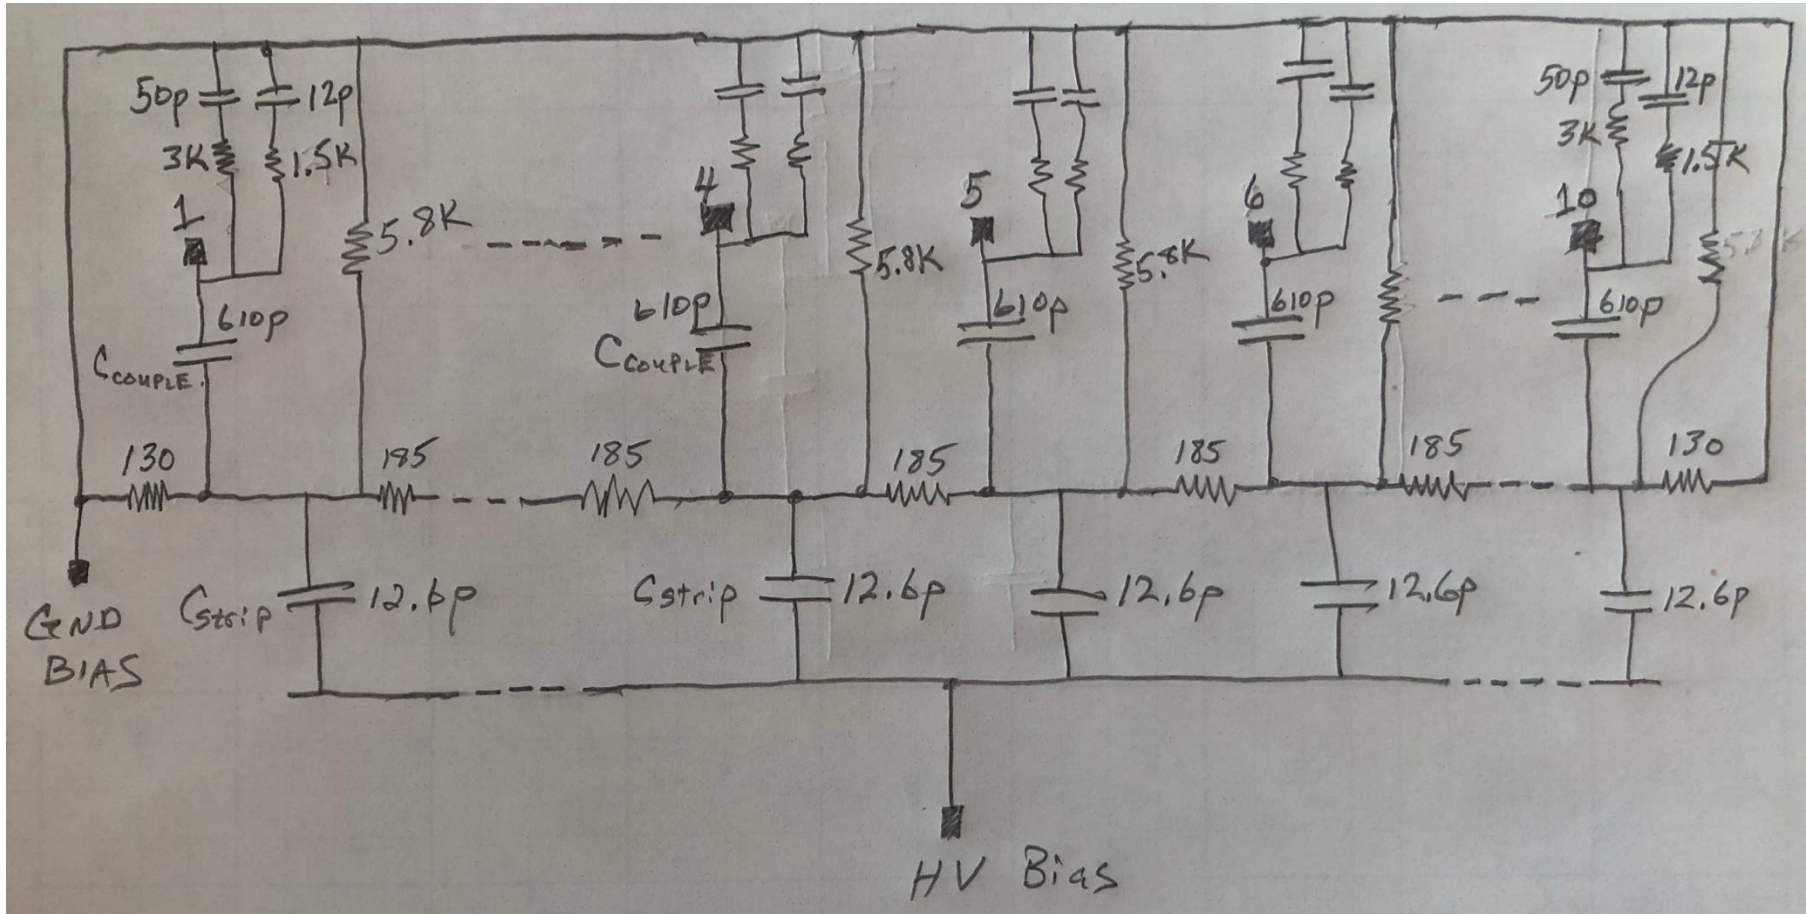 50p 12p
3K 1.5K
1
5.8K
610p
Ccouple.
4
5.8K
610p
Ccouple
5
5.8K
610p
6
610p
50p 12p
3K 1.5K
10
610p
130 185 185 185 185 185 130
Cstrip 12.6p Cstrip 12.6p 12.6p 12.6p 12.6p
GND
BIAS
HV Bias